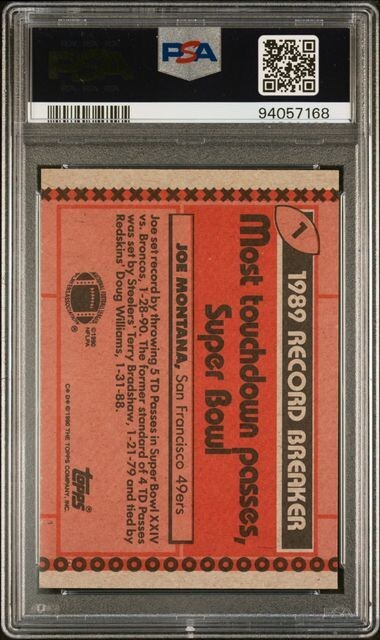 PSA
94057168
1
1989 RECORD BREAKER
Most touchdown passes,
Super Bowl
JOE MONTANA, San Francisco 49ers
Joe set record by throwing 5 TD Passes in Super Bowl XXIV
vs. Broncos, 1-28-90. The former standard of 4 TD Passes
was set by Steelers' Terry Bradshaw, 1-21-79 and tied by
Redskins' Doug Williams, 1-31-88.
©1990
NFLPA
topps®
C* D* © 1990 THE TOPPS COMPANY, INC.